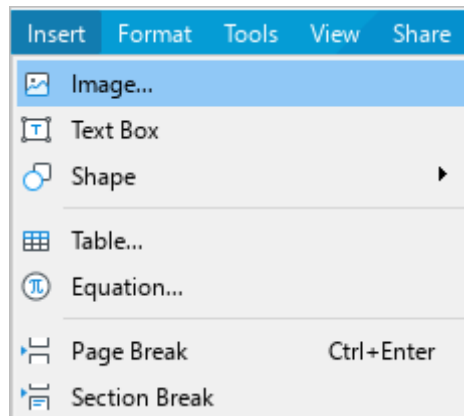 Insert Format Tools View Share
Image...
Text Box
Shape
Table...
Equation...
Page Break Ctrl+Enter
Section Break